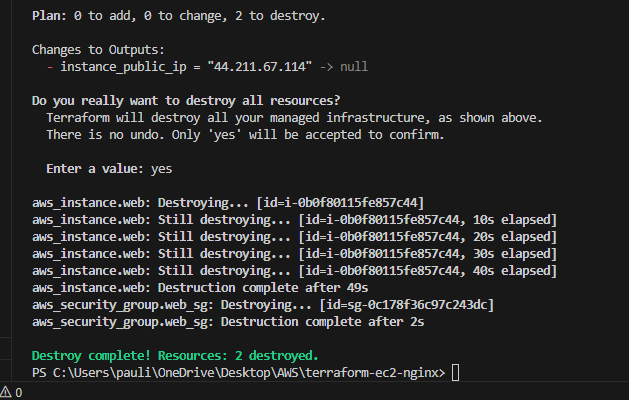 Plan: 0 to add, 0 to change, 2 to destroy.
Changes to Outputs:
- instance_public_ip = "44.211.67.114" -> null
Do you really want to destroy all resources?
Terraform will destroy all your managed infrastructure, as shown above.
There is no undo. Only 'yes' will be accepted to confirm.
Enter a value: yes
aws_instance.web: Destroying... [id=i-0b0f80115fe857c44]
aws_instance.web: Still destroying... [id=i-0b0f80115fe857c44, 10s elapsed]
aws_instance.web: Still destroying... [id=i-0b0f80115fe857c44, 20s elapsed]
aws_instance.web: Still destroying... [id=i-0b0f80115fe857c44, 30s elapsed]
aws_instance.web: Still destroying... [id=i-0b0f80115fe857c44, 40s elapsed]
aws_instance.web: Destruction complete after 49s
aws_security_group.web_sg: Destroying... [id=sg-0c178f36c97c243dc]
aws_security_group.web_sg: Destruction complete after 2s
Destroy complete! Resources: 2 destroyed.
PS C:\Users\pauli\OneDrive\Desktop\AWS\terraform-ec2-nginx>
0